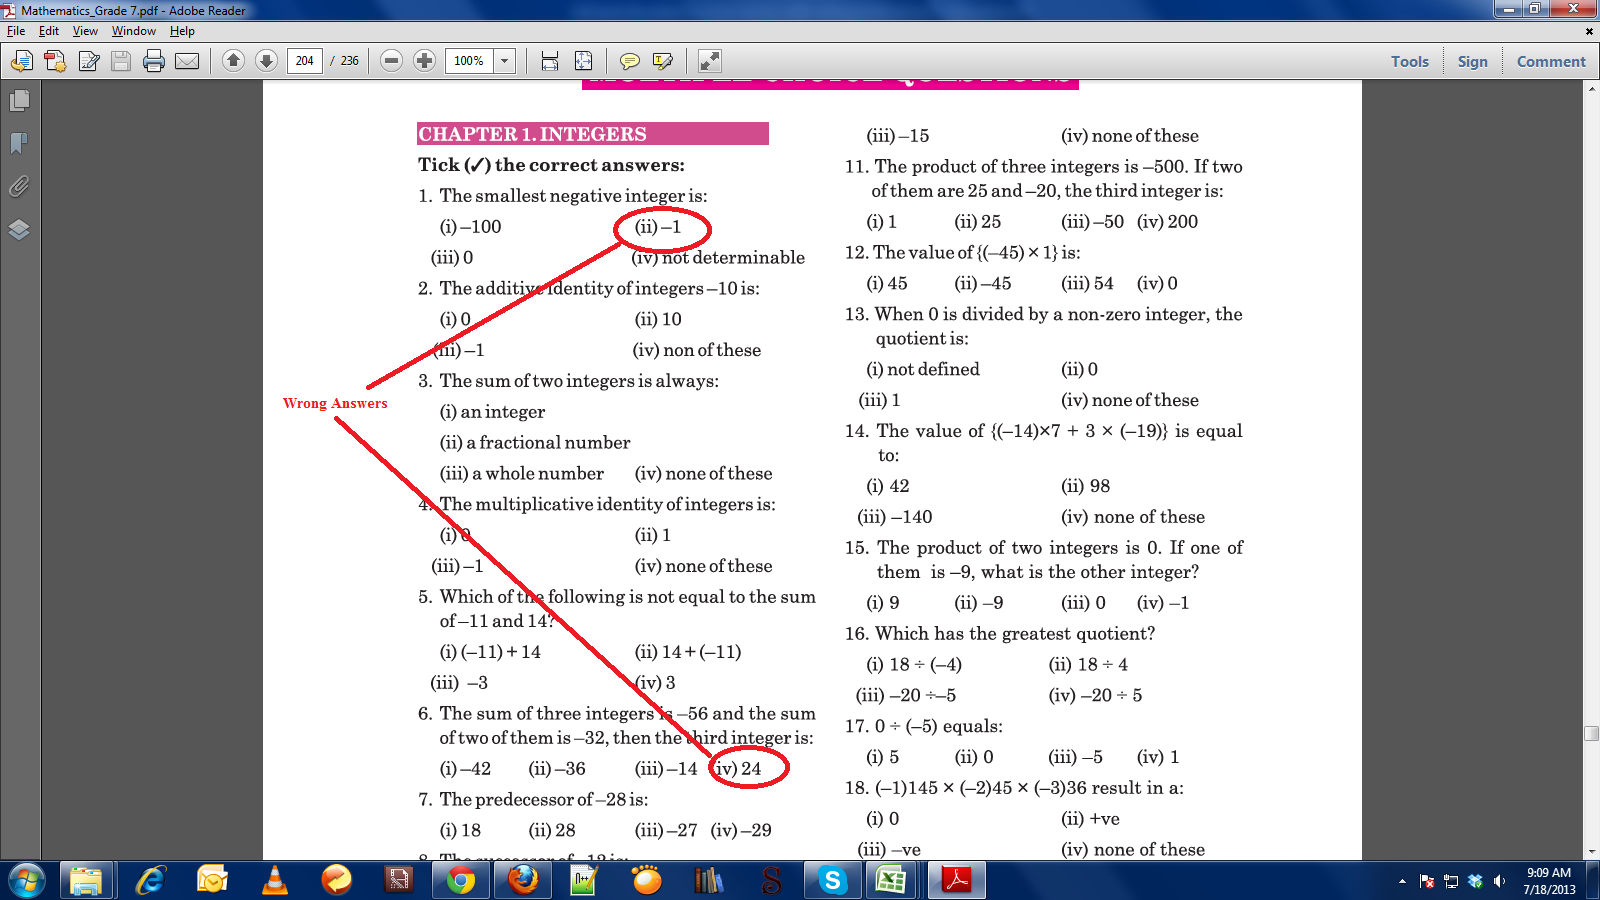 Mathematics_Grade 7.pdf - Adobe Reader
File Edit View Window Help
204 / 236 100% Tools Sign Comment
CHAPTER 1. INTEGERS
Tick (✓) the correct answers:
1. The smallest negative integer is:
(i) –100 (ii) –1
(iii) 0 (iv) not determinable
2. The additive identity of integers –10 is:
(i) 0 (ii) 10
(iii) –1 (iv) non of these
3. The sum of two integers is always:
(i) an integer
(ii) a fractional number
(iii) a whole number (iv) none of these
4. The multiplicative identity of integers is:
(i) 0 (ii) 1
(iii) –1 (iv) none of these
5. Which of the following is not equal to the sum
of –11 and 14?
(i) (–11) + 14 (ii) 14 + (–11)
(iii) –3 (iv) 3
6. The sum of three integers is –56 and the sum
of two of them is –32, then the third integer is:
(i) –42 (ii) –36 (iii) –14 (iv) 24
7. The predecessor of –28 is:
(i) 18 (ii) 28 (iii) –27 (iv) –29
Wrong Answers
(iii) –15 (iv) none of these
11. The product of three integers is –500. If two
of them are 25 and –20, the third integer is:
(i) 1 (ii) 25 (iii) –50 (iv) 200
12. The value of {(–45) × 1} is:
(i) 45 (ii) –45 (iii) 54 (iv) 0
13. When 0 is divided by a non-zero integer, the
quotient is:
(i) not defined (ii) 0
(iii) 1 (iv) none of these
14. The value of {(–14)×7 + 3 × (–19)} is equal
to:
(i) 42 (ii) 98
(iii) –140 (iv) none of these
15. The product of two integers is 0. If one of
them is –9, what is the other integer?
(i) 9 (ii) –9 (iii) 0 (iv) –1
16. Which has the greatest quotient?
(i) 18 ÷ (–4) (ii) 18 ÷ 4
(iii) –20 ÷–5 (iv) –20 ÷ 5
17. 0 ÷ (–5) equals:
(i) 5 (ii) 0 (iii) –5 (iv) 1
18. (–1)145 × (–2)45 × (–3)36 result in a:
(i) 0 (ii) +ve
(iii) –ve (iv) none of these
9:09 AM
7/18/2013